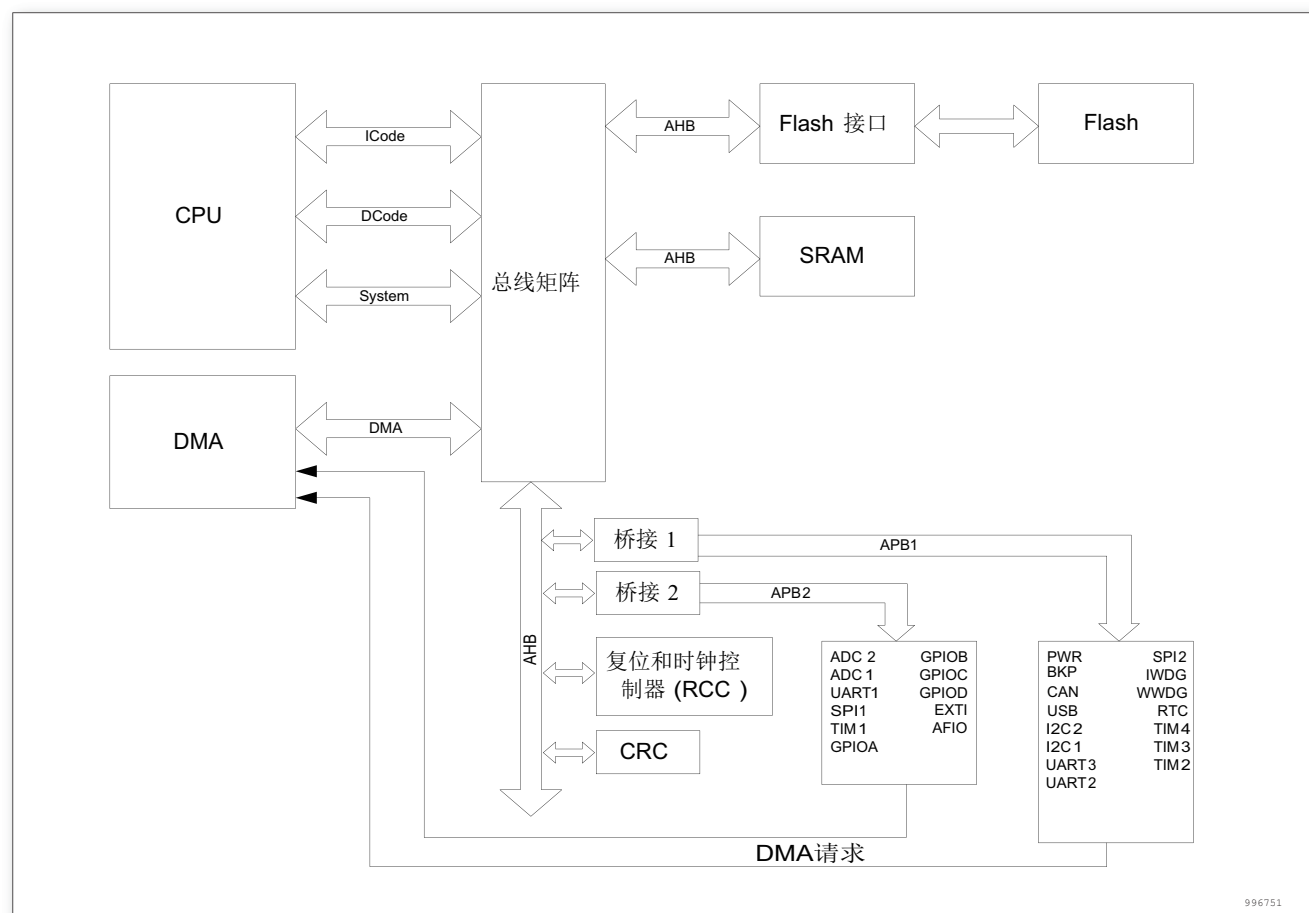 CPU
ICode
DCode
System
DMA
DMA
总线矩阵
AHB
Flash 接口
Flash
AHB
SRAM
AHB
桥接 1
APB1
桥接 2
APB2
复位和时钟控
制器 (RCC )
CRC
ADC 2 GPIOB
ADC 1 GPIOC
UART1 GPIOD
SPI1 EXTI
TIM 1 AFIO
GPIOA
PWR SPI2
BKP IWDG
CAN WWDG
USB RTC
I2C 2 TIM 4
I2C 1 TIM 3
UART 3 TIM 2
UART 2
DMA请求
996751